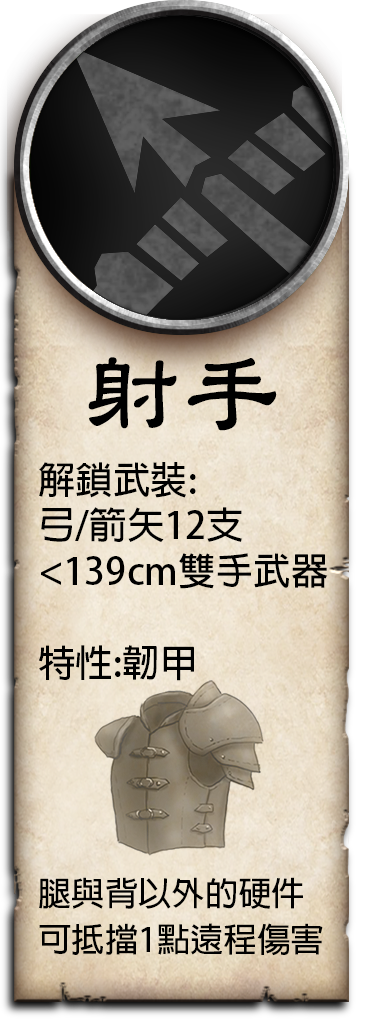 射手
解鎖武裝:
弓/箭矢12支
<139cm雙手武器
特性:韌甲
腿與背以外的硬件
可抵擋1點遠程傷害